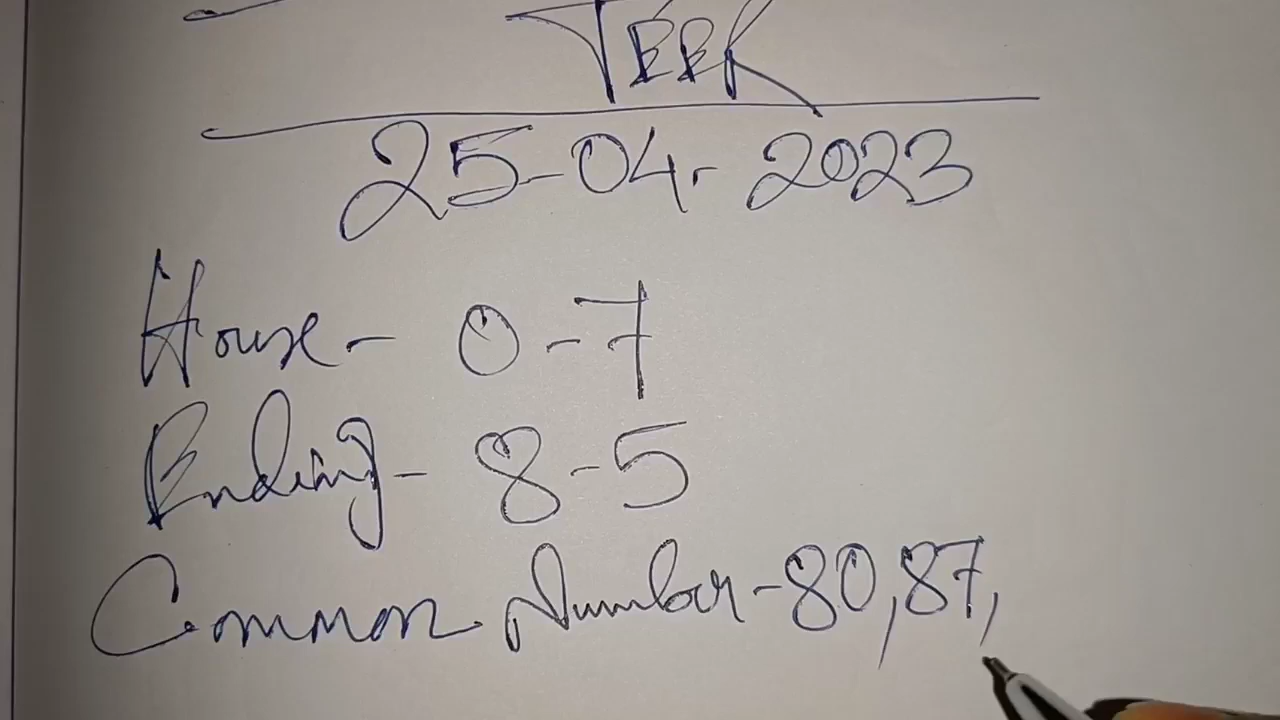 TEER
25-04-2023
House - 0-7
Ending - 8-5
Common Number - 80, 87,